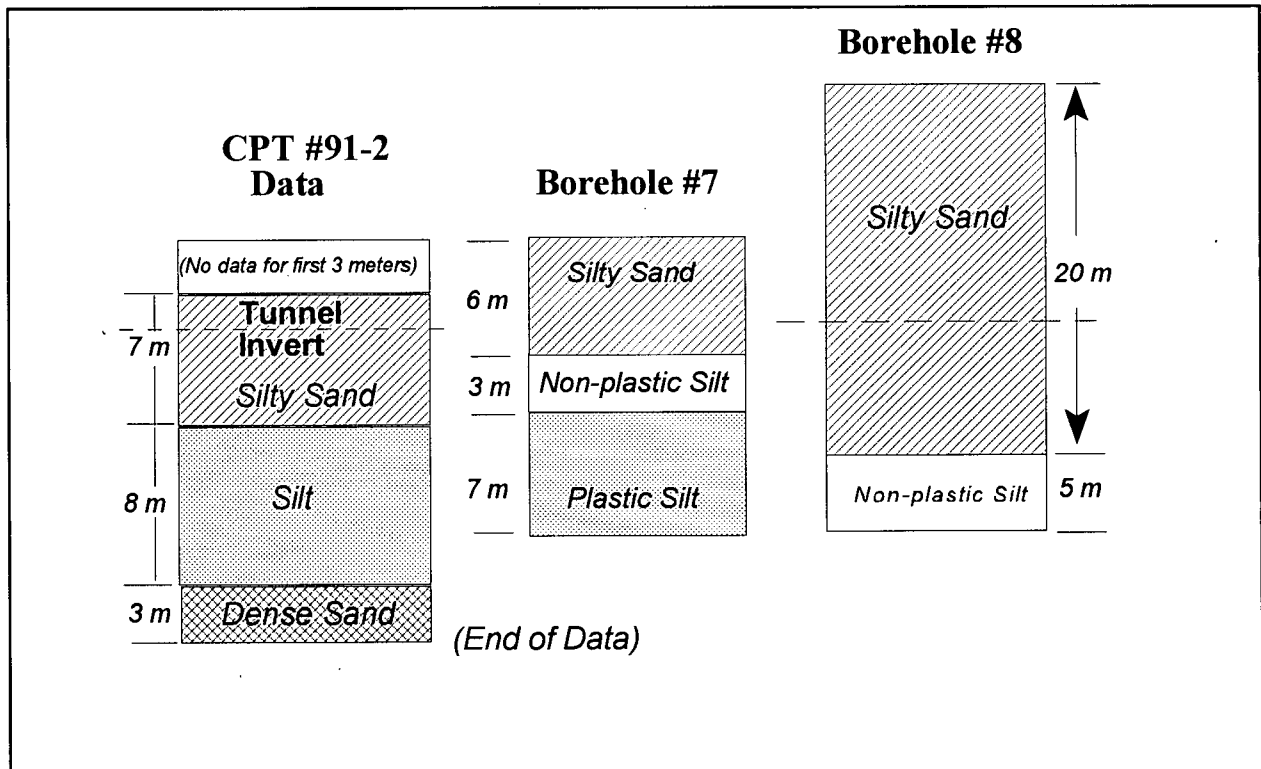 Borehole #8
CPT #91-2
Data
Borehole #7
(No data for first 3 meters)
Tunnel
Invert
Silty Sand
Silt
Dense Sand
7 m
8 m
3 m
(End of Data)
Silty Sand
Non-plastic Silt
Plastic Silt
6 m
3 m
7 m
Silty Sand
Non-plastic Silt
20 m
5 m